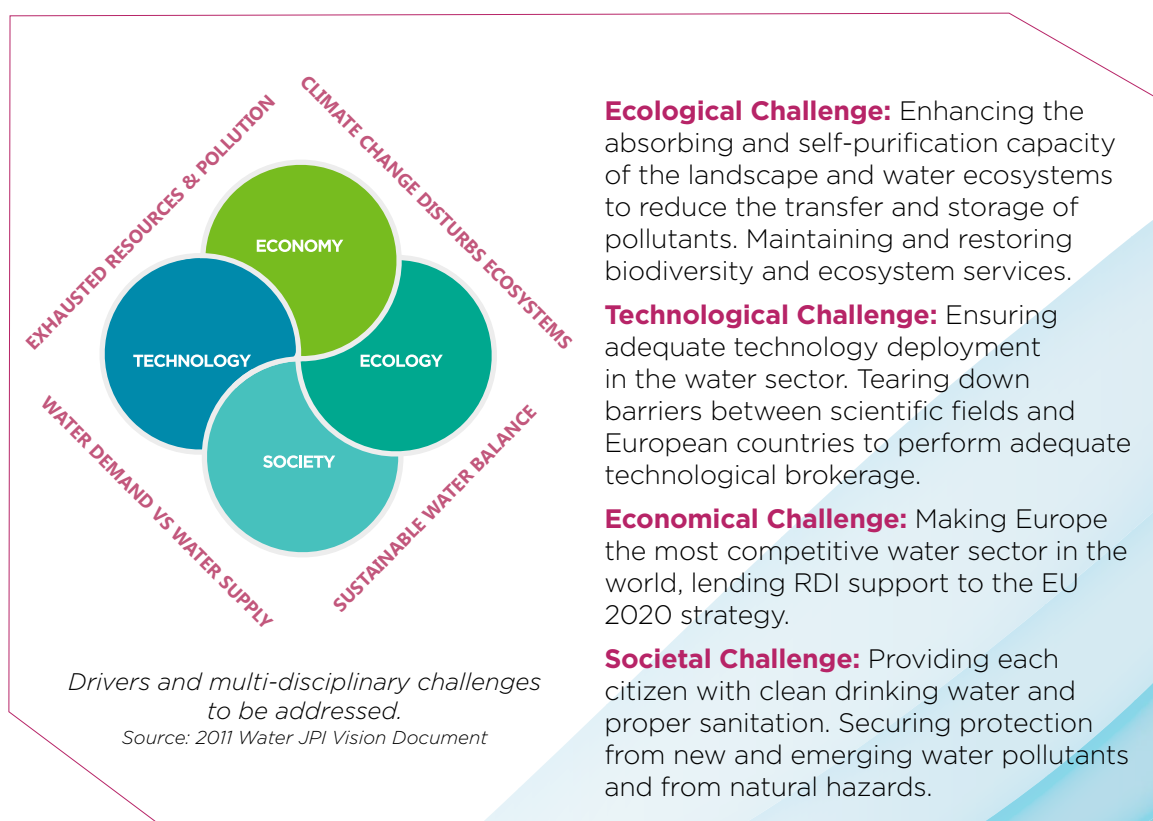 EXHAUSTED RESOURCES & POLLUTION
CLIMATE CHANGE DISTURBS ECOSYSTEMS
ECONOMY
TECHNOLOGY
ECOLOGY
SOCIETY
WATER DEMAND VS WATER SUPPLY
SUSTAINABLE WATER BALANCE
Drivers and multi-disciplinary challenges
to be addressed.
Source: 2011 Water JPI Vision Document
Ecological Challenge: Enhancing the
absorbing and self-purification capacity
of the landscape and water ecosystems
to reduce the transfer and storage of
pollutants. Maintaining and restoring
biodiversity and ecosystem services.
Technological Challenge: Ensuring
adequate technology deployment
in the water sector. Tearing down
barriers between scientific fields and
European countries to perform adequate
technological brokerage.
Economical Challenge: Making Europe
the most competitive water sector in the
world, lending RDI support to the EU
2020 strategy.
Societal Challenge: Providing each
citizen with clean drinking water and
proper sanitation. Securing protection
from new and emerging water pollutants
and from natural hazards.